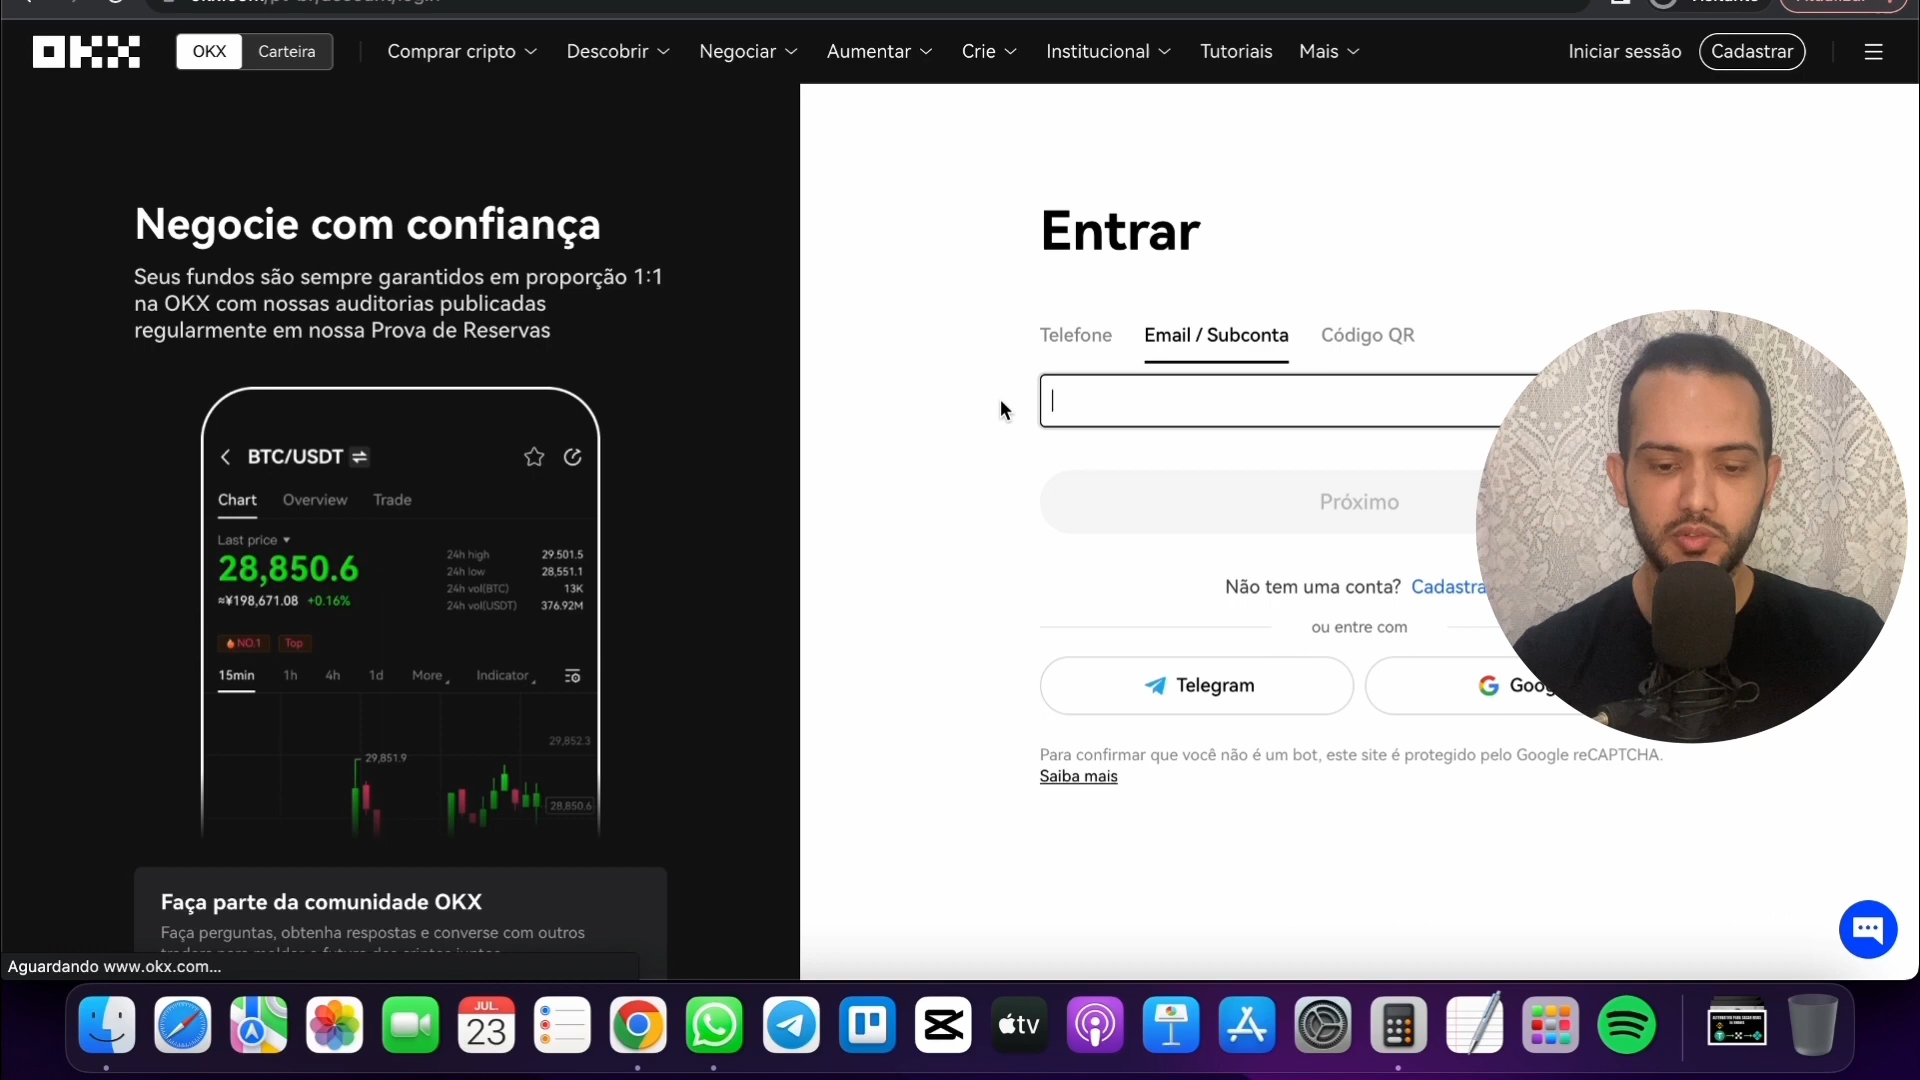 OKX
OKX
Carteira
Comprar cripto
Descobrir
Negociar
Aumentar
Crie
Institucional
Tutoriais
Mais
Iniciar sessão
Cadastrar
Negocie com confiança
Seus fundos são sempre garantidos em proporção 1:1
na OKX com nossas auditorias publicadas
regularmente em nossa Prova de Reservas
BTC/USDT
Chart Overview Trade
Last price
28,850.6
≈¥198,671.08 +0.16%
24h high 29.501.5
24h low 28,551.1
24h vol(BTC) 13K
24h vol(USDT) 376.92M
NO.1 Top
15min 1h 4h 1d More Indicator
29,852.3
29,851.9
28,850.6
Faça parte da comunidade OKX
Faça perguntas, obtenha respostas e converse com outros
Aguardando www.okx.com...
Entrar
Telefone Email / Subconta Código QR
Próximo
Não tem uma conta? Cadastra
ou entre com
Telegram
Goog
Para confirmar que você não é um bot, este site é protegido pelo Google reCAPTCHA.
Saiba mais
JUL.
23
tv